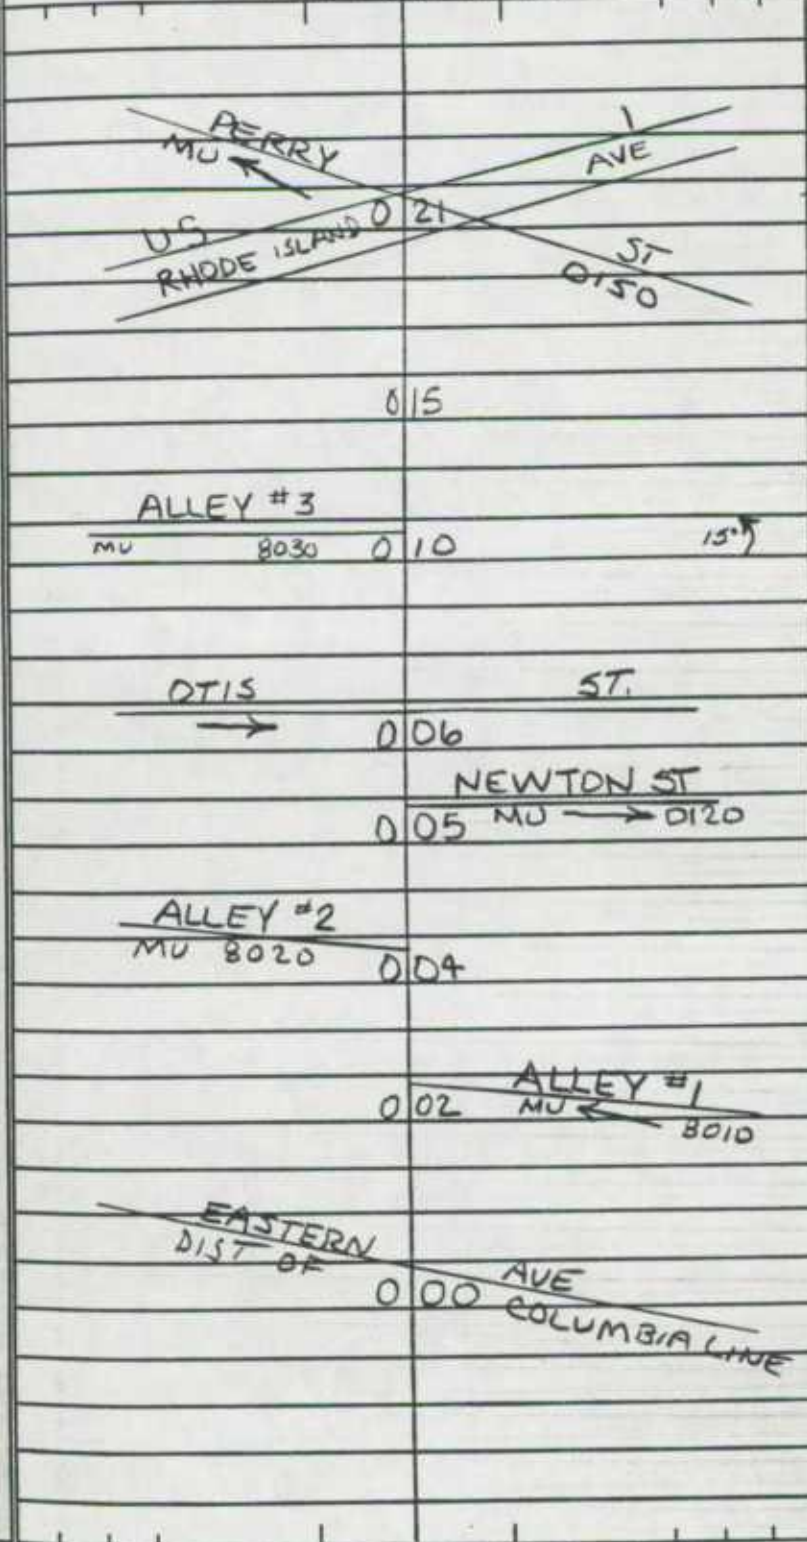 PERRY
MU
1
AVE
US
RHODE ISLAND
0 21
ST
0150
0 15
ALLEY #3
MU 8030 0 10 15°
OTIS ST.
0 06
NEWTON ST
0 05 MU 0120
ALLEY #2
MU 8020 0 04
ALLEY #1
0 02 MU 8010
EASTERN AVE
DIST OF COLUMBIA LINE
0 00